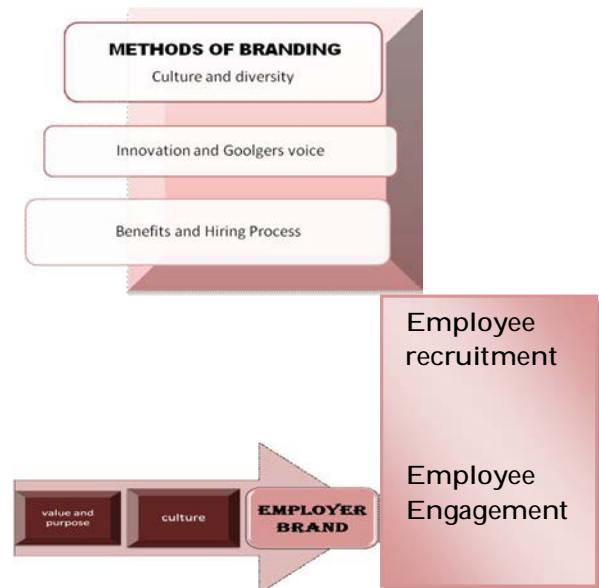 METHODS OF BRANDING
Culture and diversity
Innovation and Goolgers voice
Benefits and Hiring Process
Employee
recruitment
Employee
Engagement
value and
purpose
culture
EMPLOYER
BRAND